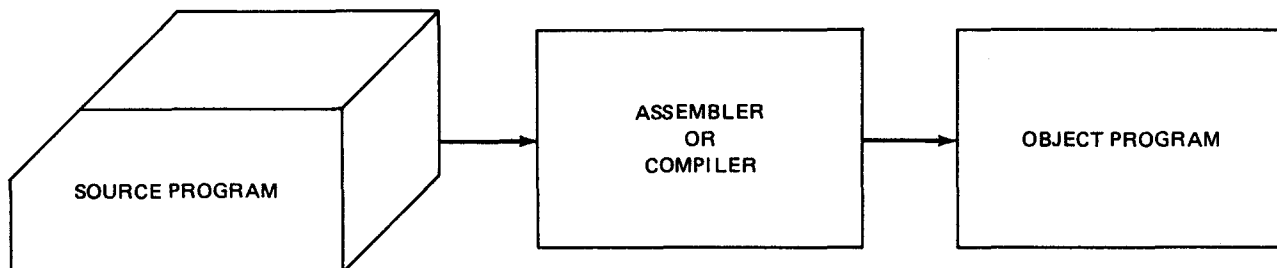 SOURCE PROGRAM
ASSEMBLER
OR
COMPILER
OBJECT PROGRAM